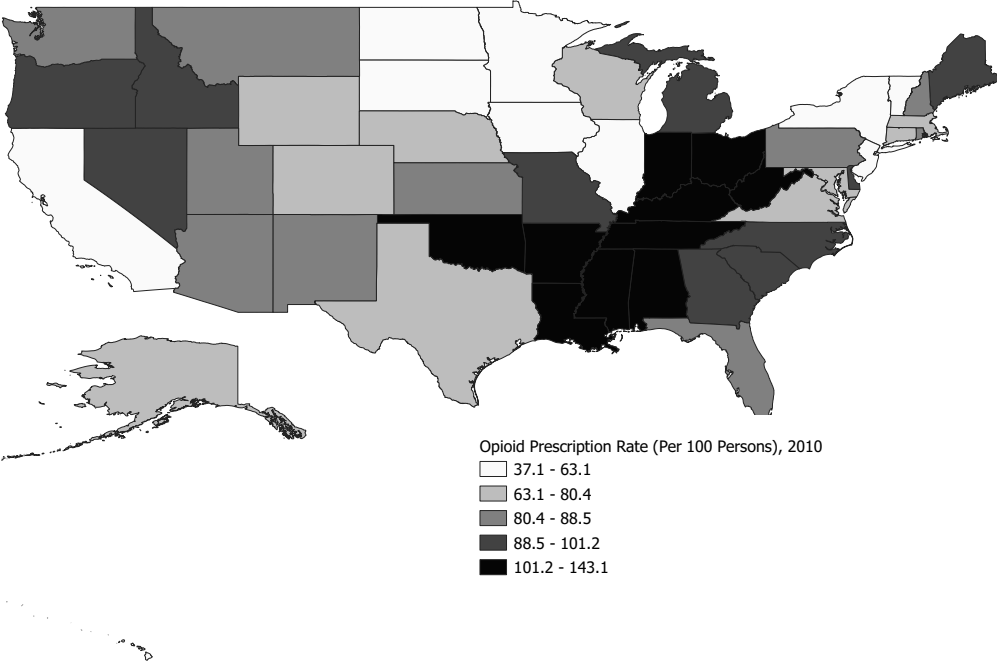 Opioid Prescription Rate (Per 100 Persons), 2010
37.1 - 63.1
63.1 - 80.4
80.4 - 88.5
88.5 - 101.2
101.2 - 143.1